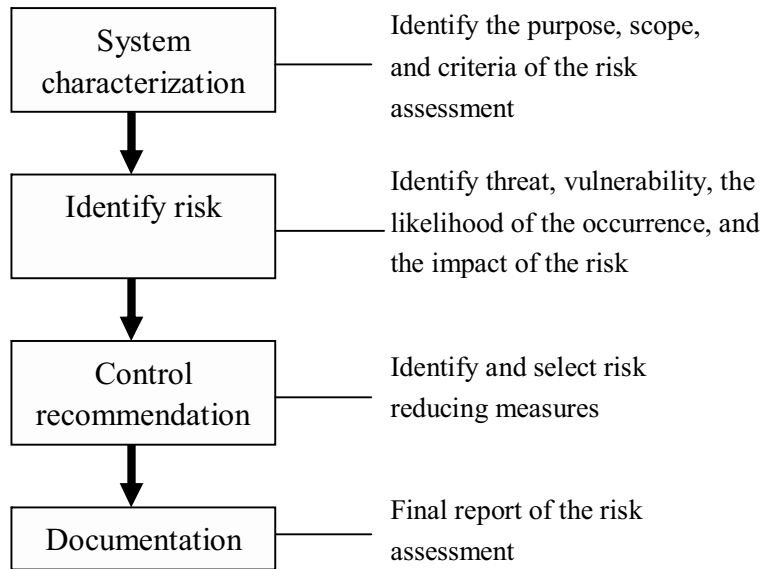 System
characterization
Identify the purpose, scope,
and criteria of the risk
assessment
Identify risk
Identify threat, vulnerability, the
likelihood of the occurrence, and
the impact of the risk
Control
recommendation
Identify and select risk
reducing measures
Documentation
Final report of the risk
assessment